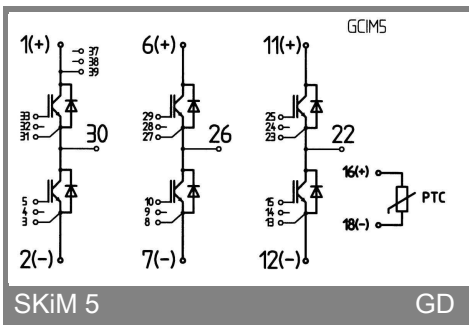 GCIM5
1(+) 6(+) 11(+)
37
38
39
33 29 25
32 28 24
31 27 23
30 26 22
16(+)
PTC
18(-)
5 10 15
4 9 14
3 8 13
2(-) 7(-) 12(-)
SKiM 5 GD